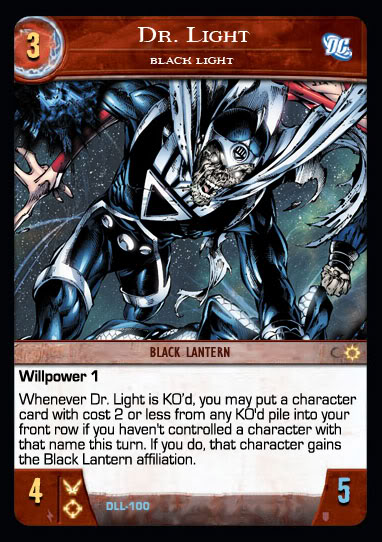 3
DR. LIGHT
BLACK LIGHT
DC
BLACK LANTERN
C
Willpower 1
Whenever Dr. Light is KO'd, you may put a character
card with cost 2 or less from any KO'd pile into your
front row if you haven't controlled a character with
that name this turn. If you do, that character gains
the Black Lantern affiliation.
4
DLL-100
5